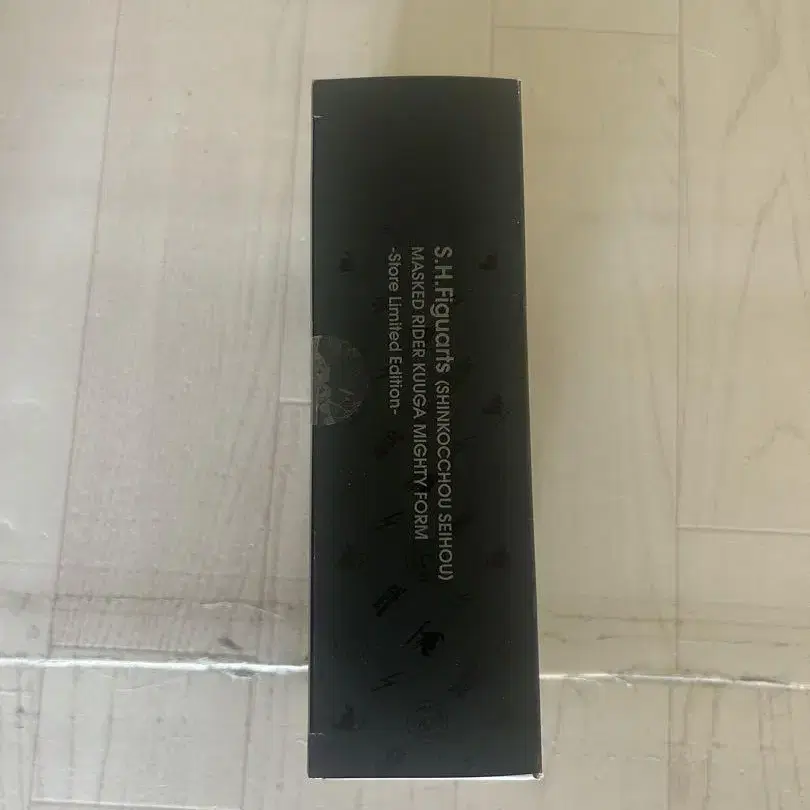 S.H.Figuarts (SHINKOCCHOU SEIHOU)
MASKED RIDER KUUGA MIGHTY FORM
-Store Limited Edition-